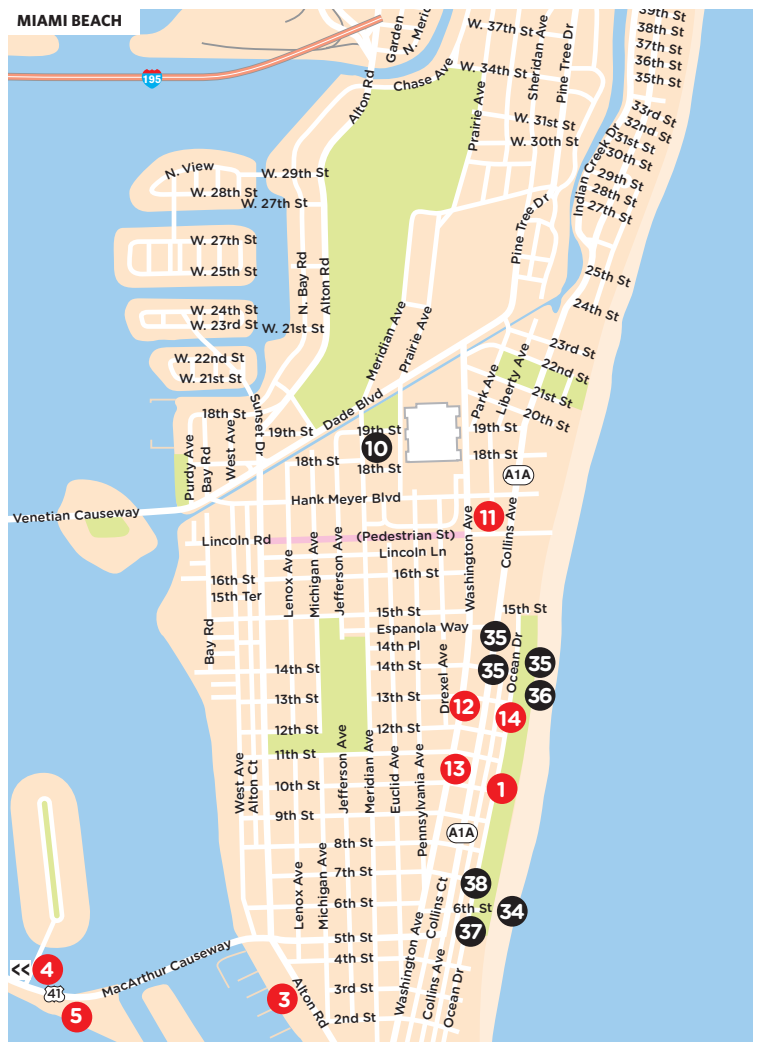 MIAMI BEACH
39th St
38th St
37th St
36th St
35th St
W. 37th St
Garden
N. Meri
Sheridan Ave
Pine Tree Dr
W. 34th St
Chase Ave
195
Alton Rd
Prairie Ave
33rd St
32nd St
31st St
30th St
29th St
28th St
27th St
W. 31st St
W. 30th St
Indian Creek Dr
N. View
W. 29th St
W. 28th St
W. 27th St
Pine Tree Dr
W. 27th St
W. 25th St
N. Bay Rd
Alton Rd
25th St
24th St
W. 24th St
W. 23rd St
W. 21st St
Meridian Ave
Prairie Ave
23rd St
22nd St
21st St
20th St
W. 22nd St
W. 21st St
Park Ave
Liberty Ave
Sunset Dr
Dade Blvd
18th St
19th St
19th St
19th St
10
18th St
18th St
18th St
Purdy Ave
Bay Rd
West Ave
A1A
Hank Meyer Blvd
Venetian Causeway
11
Washington Ave
Collins Ave
Lincoln Rd
(Pedestrian St)
Lincoln Ln
Lenox Ave
Michigan Ave
Jefferson Ave
16th St
16th St
15th Ter
15th St
15th St
Espanola Way
35
Bay Rd
14th Pl
14th St
14th St
35
35
Ocean Dr
Drexel Ave
36
13th St
13th St
12
14
12th St
12th St
11th St
13
1
West Ave
Alton Ct
10th St
Jefferson Ave
Meridian Ave
Euclid Ave
Pennsylvania Ave
9th St
A1A
8th St
7th St
38
Lenox Ave
Michigan Ave
6th St
Collins Ct
6th St
34
37
5th St
4th St
<<
4
41
5
MacArthur Causeway
3
Alton Rd
3rd St
2nd St
Washington Ave
Collins Ave
Ocean Dr